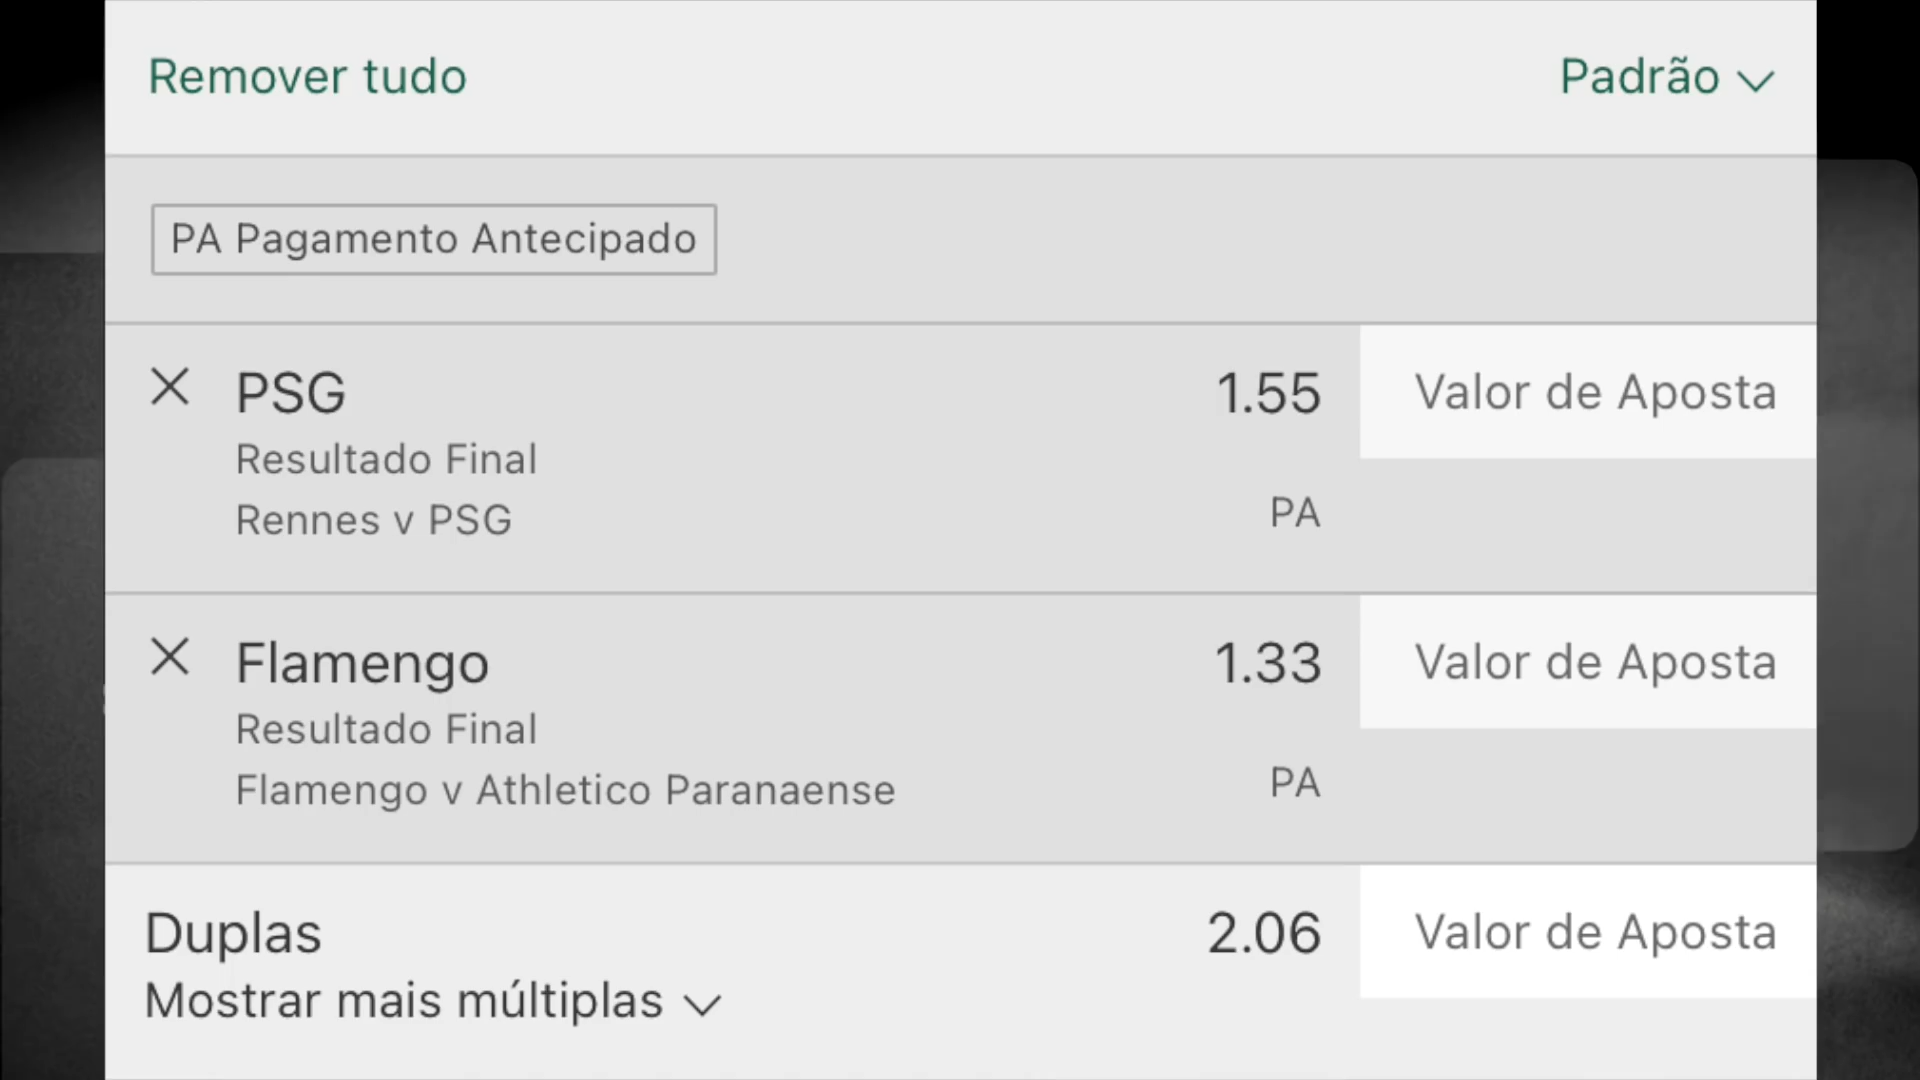 Remover tudo
Padrão
PA Pagamento Antecipado
PSG
1.55
Valor de Aposta
Resultado Final
Rennes v PSG
PA
Flamengo
1.33
Valor de Aposta
Resultado Final
Flamengo v Athletico Paranaense
PA
Duplas
2.06
Valor de Aposta
Mostrar mais múltiplas